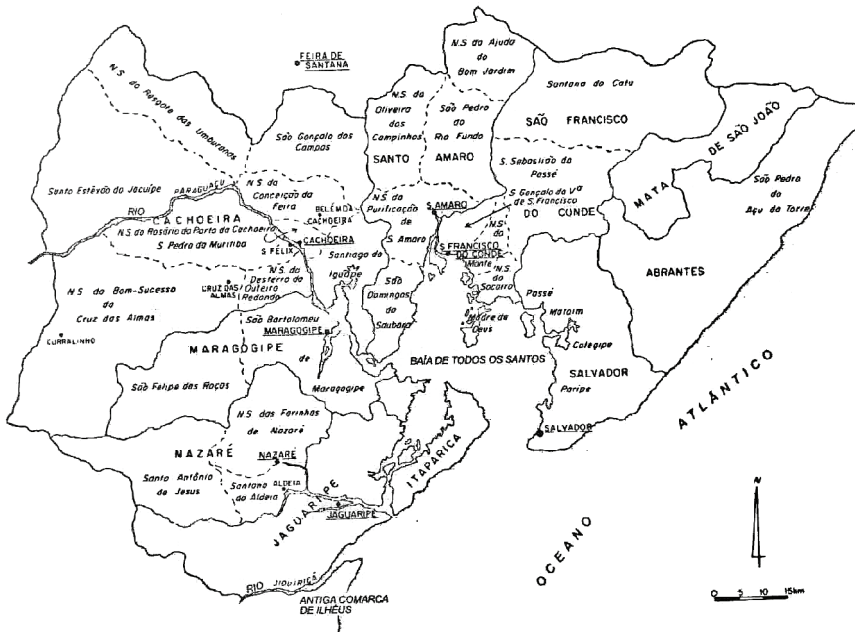 N.S. da Ajuda
do
Bom Jardim
FEIRA DE
SANTANA
N.S. do Resgate das Umburanas
N.S. da
Oliveira
dos
Campinhos
São Pedro
do
Rio Fundo
Santana do Catu
SÃO FRANCISCO
São Gonçalo dos
Campos
SANTO
AMARO
MATA DE SÃO JOÃO
S. Sebastião do
Passé
Santo Estêvão do Jacuípe
PARAGUAÇU
N.S da
Conceição da
Feira
São Pedro
do
Açu da Torre
N.S. da
Purificação
de
S. Amaro
S. AMARO
S. Gonçalo da Vª
de S. Francisco
DO CONDE
BELÉM DA
CACHOEIRA
RIO
CACHOEIRA
N.S. do Rosário do Porto da Cachoeira
S. Pedro da Muritiba
S. FÉLIX
CACHOEIRA
Santiago do
Iguape
S. FRANCISCO
DO CONDE
N.S.
do
Monte
ABRANTES
N.S. do
Desterro do
Outeiro
Redondo
CRUZ DAS
ALMAS
N.S. do Bom-Sucesso
da
Cruz das Almas
São
Domingos
da
Saubara
N.S.
do
Socorro
Passé
Madre de
Deus
Matoim
Cotegipe
São Bartolomeu
MARAGOGIPE
de
Maragogipe
CURRALINHO
MARAGOGIPE
BAÍA DE TODOS OS SANTOS
SALVADOR
Paripe
São Felipe das Roças
ATLÂNTICO
N.S. das Farinhas
de Nazaré
SALVADOR
NAZARÉ
NAZARÉ
ITAPARICA
Santo Antônio
de
Jesus
Santana
da Aldeia
ALDEIA
JAGUARIPE
JAGUARIPE
N
OCEANO
RIO JIQUIRIÇÁ
ANTIGA COMARCA
DE ILHÉUS
0 5 10 15km